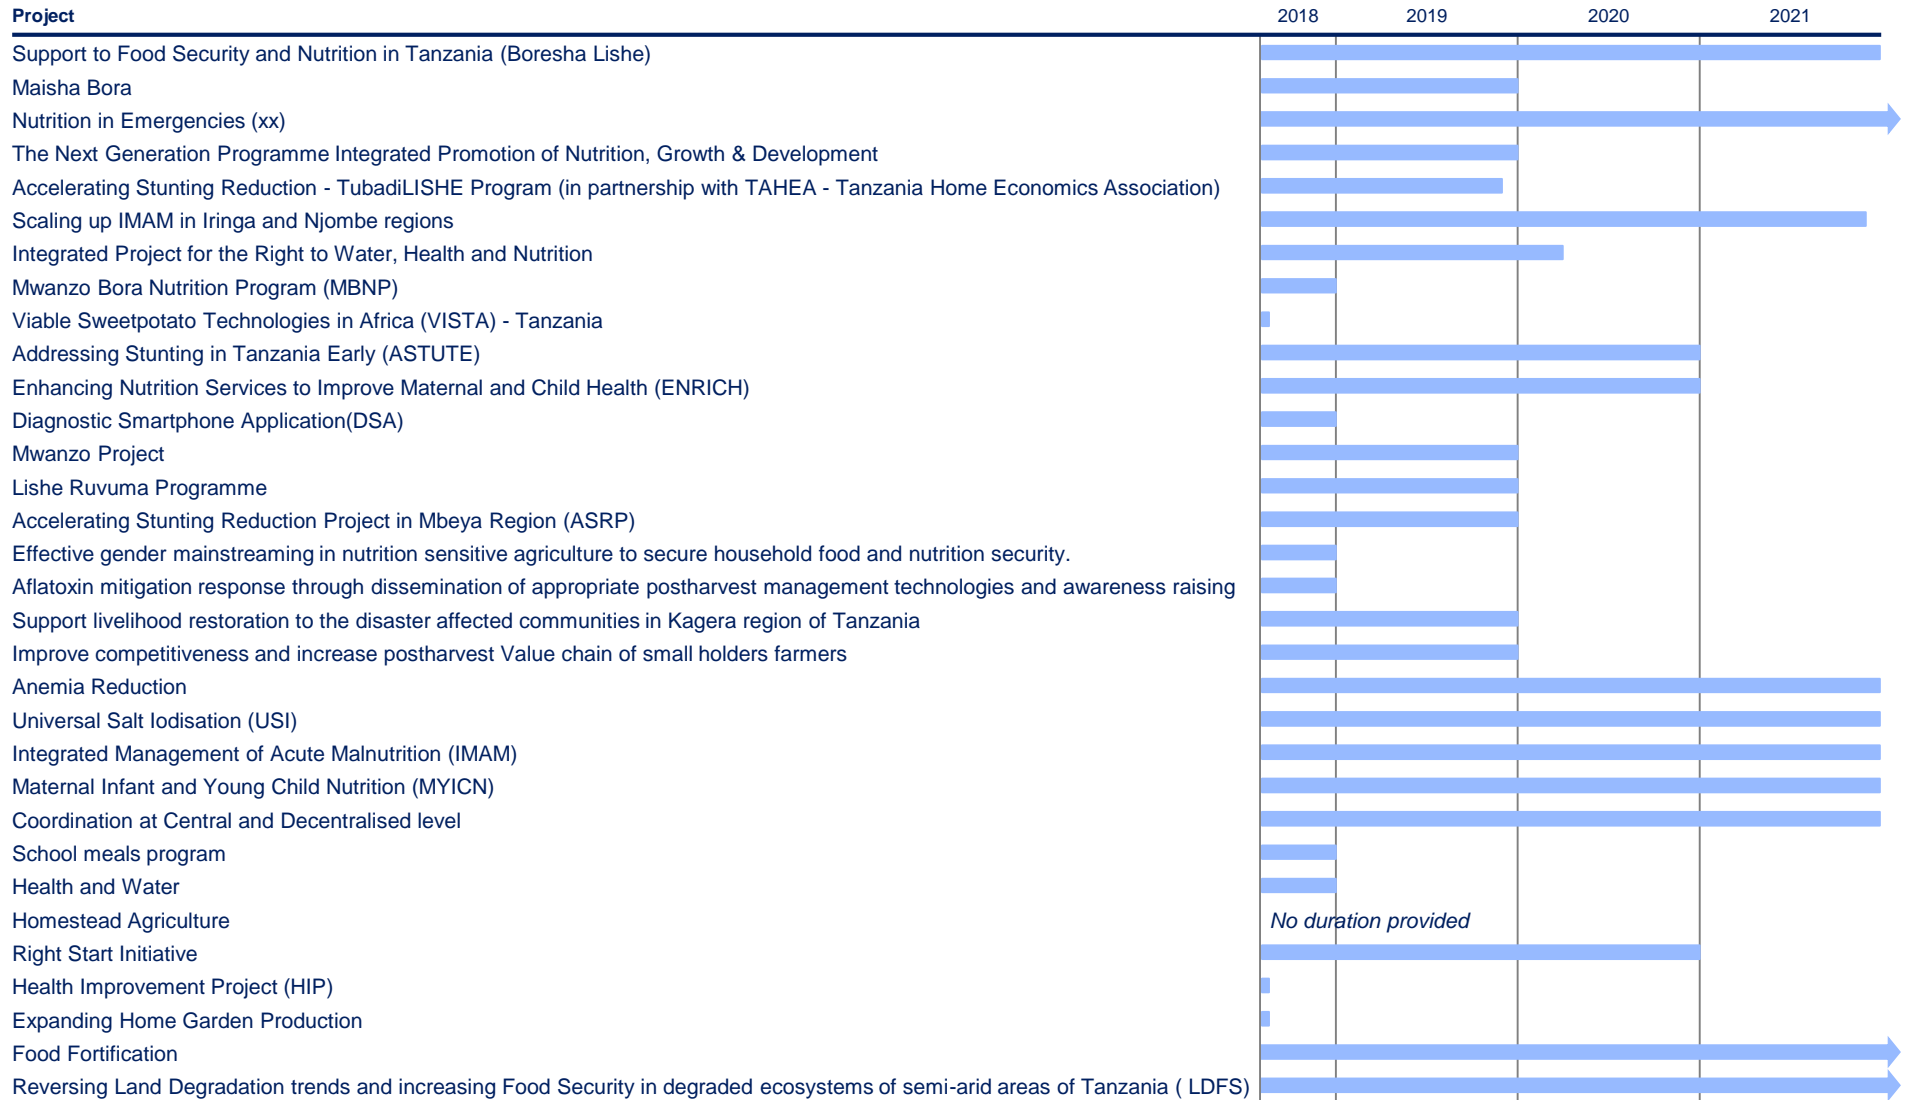 Project 2018 2019 2020 2021
Support to Food Security and Nutrition in Tanzania (Boresha Lishe)
Maisha Bora
Nutrition in Emergencies (xx)
The Next Generation Programme Integrated Promotion of Nutrition, Growth & Development
Accelerating Stunting Reduction - TubadiLISHE Program (in partnership with TAHEA - Tanzania Home Economics Association)
Scaling up IMAM in Iringa and Njombe regions
Integrated Project for the Right to Water, Health and Nutrition
Mwanzo Bora Nutrition Program (MBNP)
Viable Sweetpotato Technologies in Africa (VISTA) - Tanzania
Addressing Stunting in Tanzania Early (ASTUTE)
Enhancing Nutrition Services to Improve Maternal and Child Health (ENRICH)
Diagnostic Smartphone Application(DSA)
Mwanzo Project
Lishe Ruvuma Programme
Accelerating Stunting Reduction Project in Mbeya Region (ASRP)
Effective gender mainstreaming in nutrition sensitive agriculture to secure household food and nutrition security.
Aflatoxin mitigation response through dissemination of appropriate postharvest management technologies and awareness raising
Support livelihood restoration to the disaster affected communities in Kagera region of Tanzania
Improve competitiveness and increase postharvest Value chain of small holders farmers
Anemia Reduction
Universal Salt Iodisation (USI)
Integrated Management of Acute Malnutrition (IMAM)
Maternal Infant and Young Child Nutrition (MYICN)
Coordination at Central and Decentralised level
School meals program
Health and Water
Homestead Agriculture No duration provided
Right Start Initiative
Health Improvement Project (HIP)
Expanding Home Garden Production
Food Fortification
Reversing Land Degradation trends and increasing Food Security in degraded ecosystems of semi-arid areas of Tanzania ( LDFS)